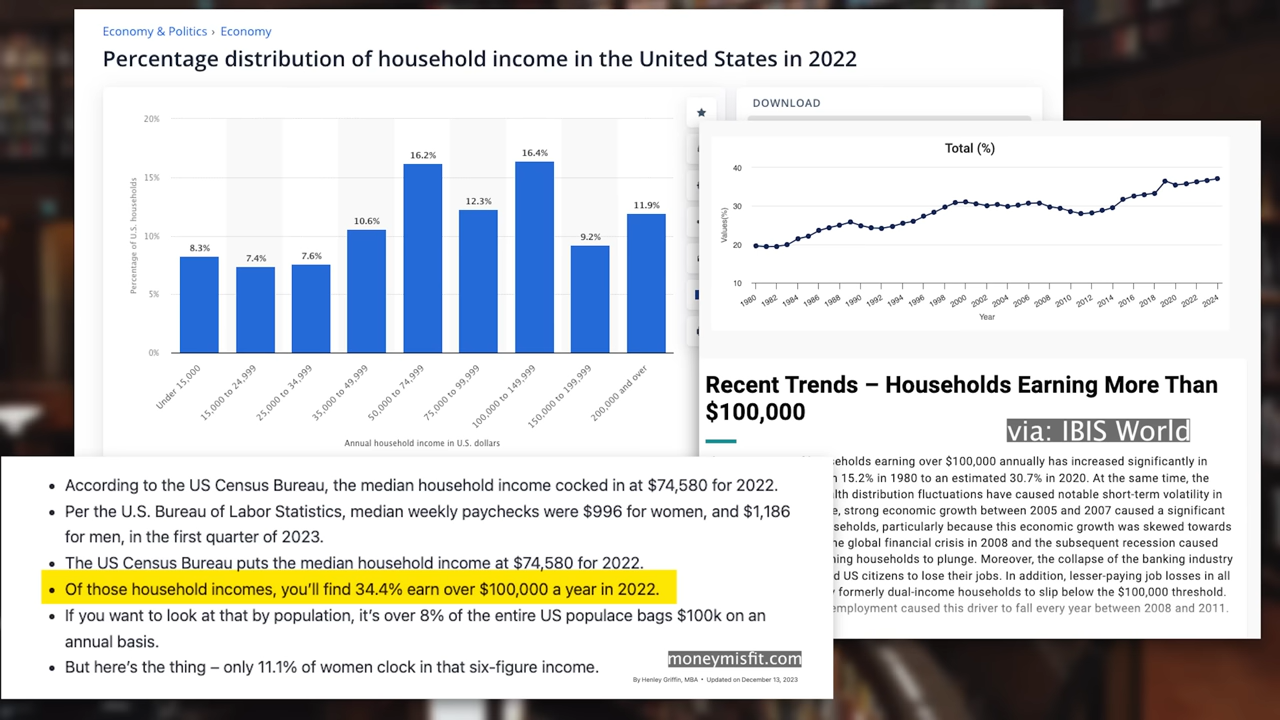 Economy & Politics › Economy
Percentage distribution of household income in the United States in 2022
DOWNLOAD
20%
15%
10%
5%
0%
Percentage of U.S. households
8.3%
7.4%
7.6%
10.6%
16.2%
12.3%
16.4%
9.2%
11.9%
Under 15,000
15,000 to 24,999
25,000 to 34,999
35,000 to 49,999
50,000 to 74,999
75,000 to 99,999
100,000 to 149,999
150,000 to 199,999
200,000 and over
Annual household income in U.S. dollars
Total (%)
40
30
20
10
Values(%)
1980
1982
1984
1986
1988
1990
1992
1994
1996
1998
2000
2002
2004
2006
2008
2010
2012
2014
2016
2018
2020
2022
2024
Year
Recent Trends – Households Earning More Than
$100,000
via: IBIS World
seholds earning over $100,000 annually has increased significantly in
15.2% in 1980 to an estimated 30.7% in 2020. At the same time, the
lth distribution fluctuations have caused notable short-term volatility in
, strong economic growth between 2005 and 2007 caused a significant
seholds, particularly because this economic growth was skewed towards
he global financial crisis in 2008 and the subsequent recession caused
ning households to plunge. Moreover, the collapse of the banking industry
d US citizens to lose their jobs. In addition, lesser-paying job losses in all
formerly dual-income households to slip below the $100,000 threshold.
employment caused this driver to fall every year between 2008 and 2011.
• According to the US Census Bureau, the median household income cocked in at $74,580 for 2022.
• Per the U.S. Bureau of Labor Statistics, median weekly paychecks were $996 for women, and $1,186
for men, in the first quarter of 2023.
• The US Census Bureau puts the median household income at $74,580 for 2022.
• Of those household incomes, you'll find 34.4% earn over $100,000 a year in 2022.
• If you want to look at that by population, it's over 8% of the entire US populace bags $100k on an
annual basis.
• But here's the thing – only 11.1% of women clock in that six-figure income.
moneymisfit.com
By Henley Griffin, MBA • Updated on December 13, 2023